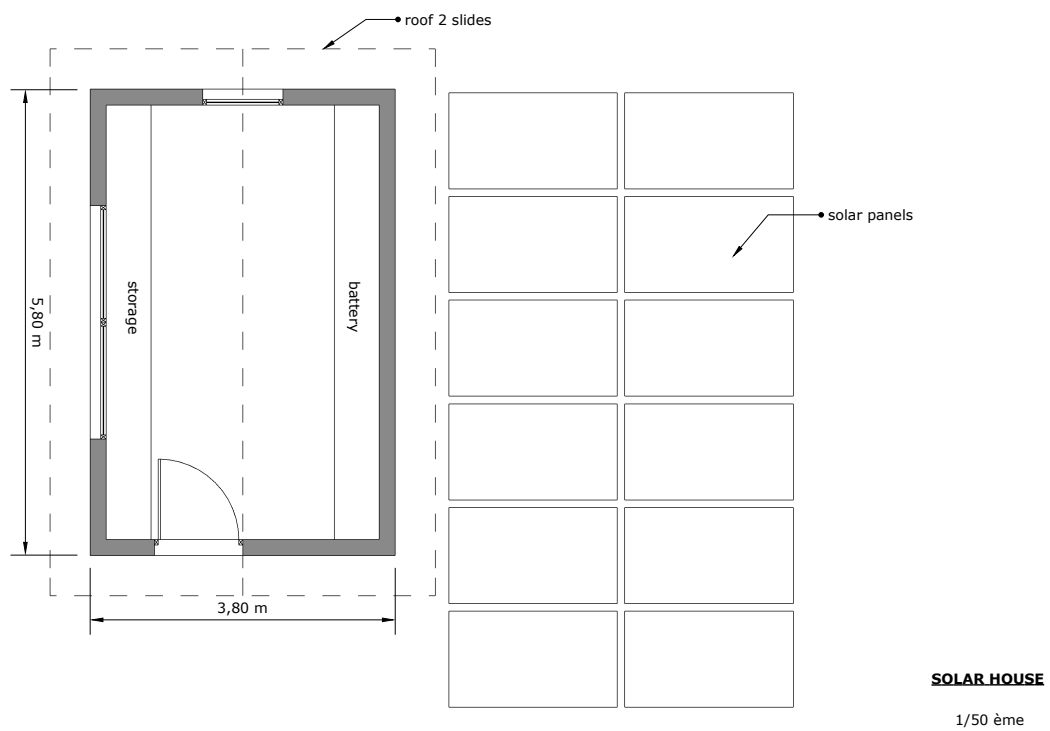 roof 2 slides
solar panels
storage
battery
5,80 m
3,80 m
SOLAR HOUSE
1/50 ème